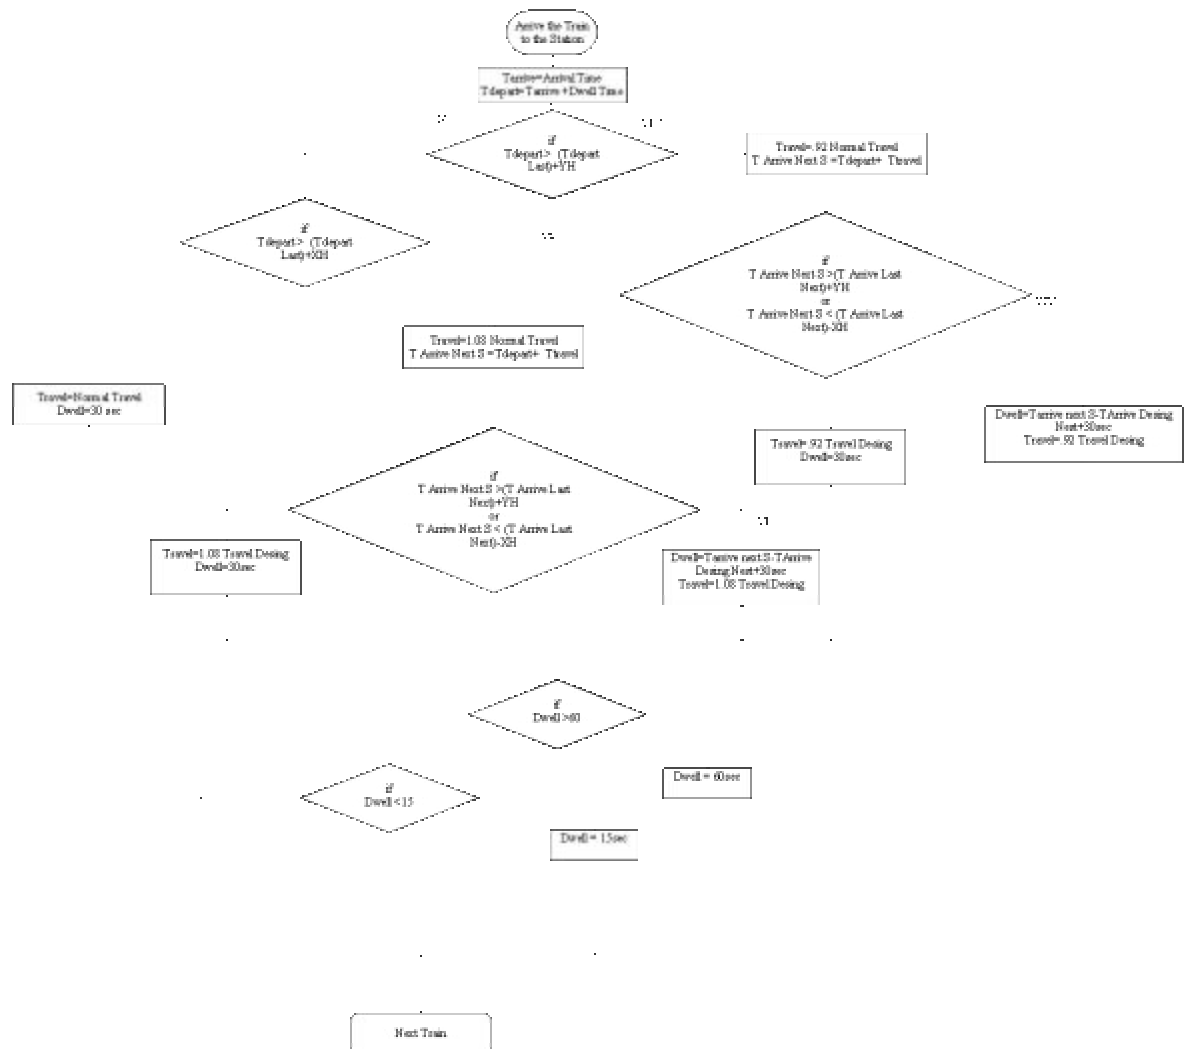 Arrive the Train
to the Station
Tarrive=Arrival Time
Tdepart=Tarrive +Dwell Time
if
Tdepart> (Tdepart
Last)+YH
Travel=.92 Normal Travel
T Arrive Next S =Tdepart+ Ttravel
if
Tdepart> (Tdepart
Last)+XH
if
T Arrive Next S >(T Arrive Last
Next)+YH
or
T Arrive Next S < (T Arrive Last
Next)-XH
Travel=1.08 Normal Travel
T Arrive Next S =Tdepart+ Ttravel
Travel=Normal Travel
Dwell=30 sec
Dwell=Tarrive next S-TArrive Desing
Next+30sec
Travel=.92 Travel Desing
Travel=.92 Travel Desing
Dwell=30sec
if
T Arrive Next S >(T Arrive Last
Next)+YH
or
T Arrive Next S < (T Arrive Last
Next)-XH
Travel=1.08 Travel Desing
Dwell=30sec
Dwell=Tarrive next S-TArrive
Desing Next+30sec
Travel=1.08 Travel Desing
if
Dwell >60
if
Dwell <15
Dwell = 60sec
Dwell = 15sec
Next Train